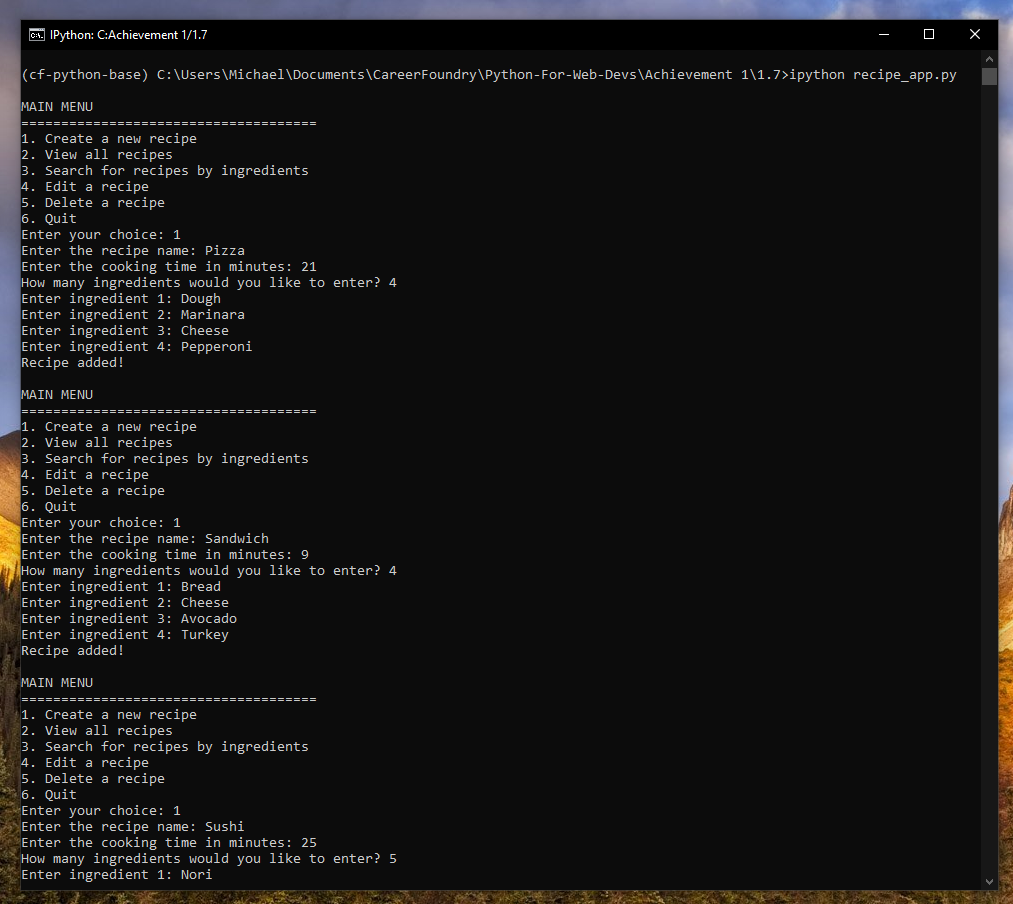 IPython: C:Achievement 1/1.7
(cf-python-base) C:\Users\Michael\Documents\CareerFoundry\Python-For-Web-Devs\Achievement 1\1.7>ipython recipe_app.py
MAIN MENU
=====================================
1. Create a new recipe
2. View all recipes
3. Search for recipes by ingredients
4. Edit a recipe
5. Delete a recipe
6. Quit
Enter your choice: 1
Enter the recipe name: Pizza
Enter the cooking time in minutes: 21
How many ingredients would you like to enter? 4
Enter ingredient 1: Dough
Enter ingredient 2: Marinara
Enter ingredient 3: Cheese
Enter ingredient 4: Pepperoni
Recipe added!
MAIN MENU
=====================================
1. Create a new recipe
2. View all recipes
3. Search for recipes by ingredients
4. Edit a recipe
5. Delete a recipe
6. Quit
Enter your choice: 1
Enter the recipe name: Sandwich
Enter the cooking time in minutes: 9
How many ingredients would you like to enter? 4
Enter ingredient 1: Bread
Enter ingredient 2: Cheese
Enter ingredient 3: Avocado
Enter ingredient 4: Turkey
Recipe added!
MAIN MENU
=====================================
1. Create a new recipe
2. View all recipes
3. Search for recipes by ingredients
4. Edit a recipe
5. Delete a recipe
6. Quit
Enter your choice: 1
Enter the recipe name: Sushi
Enter the cooking time in minutes: 25
How many ingredients would you like to enter? 5
Enter ingredient 1: Nori